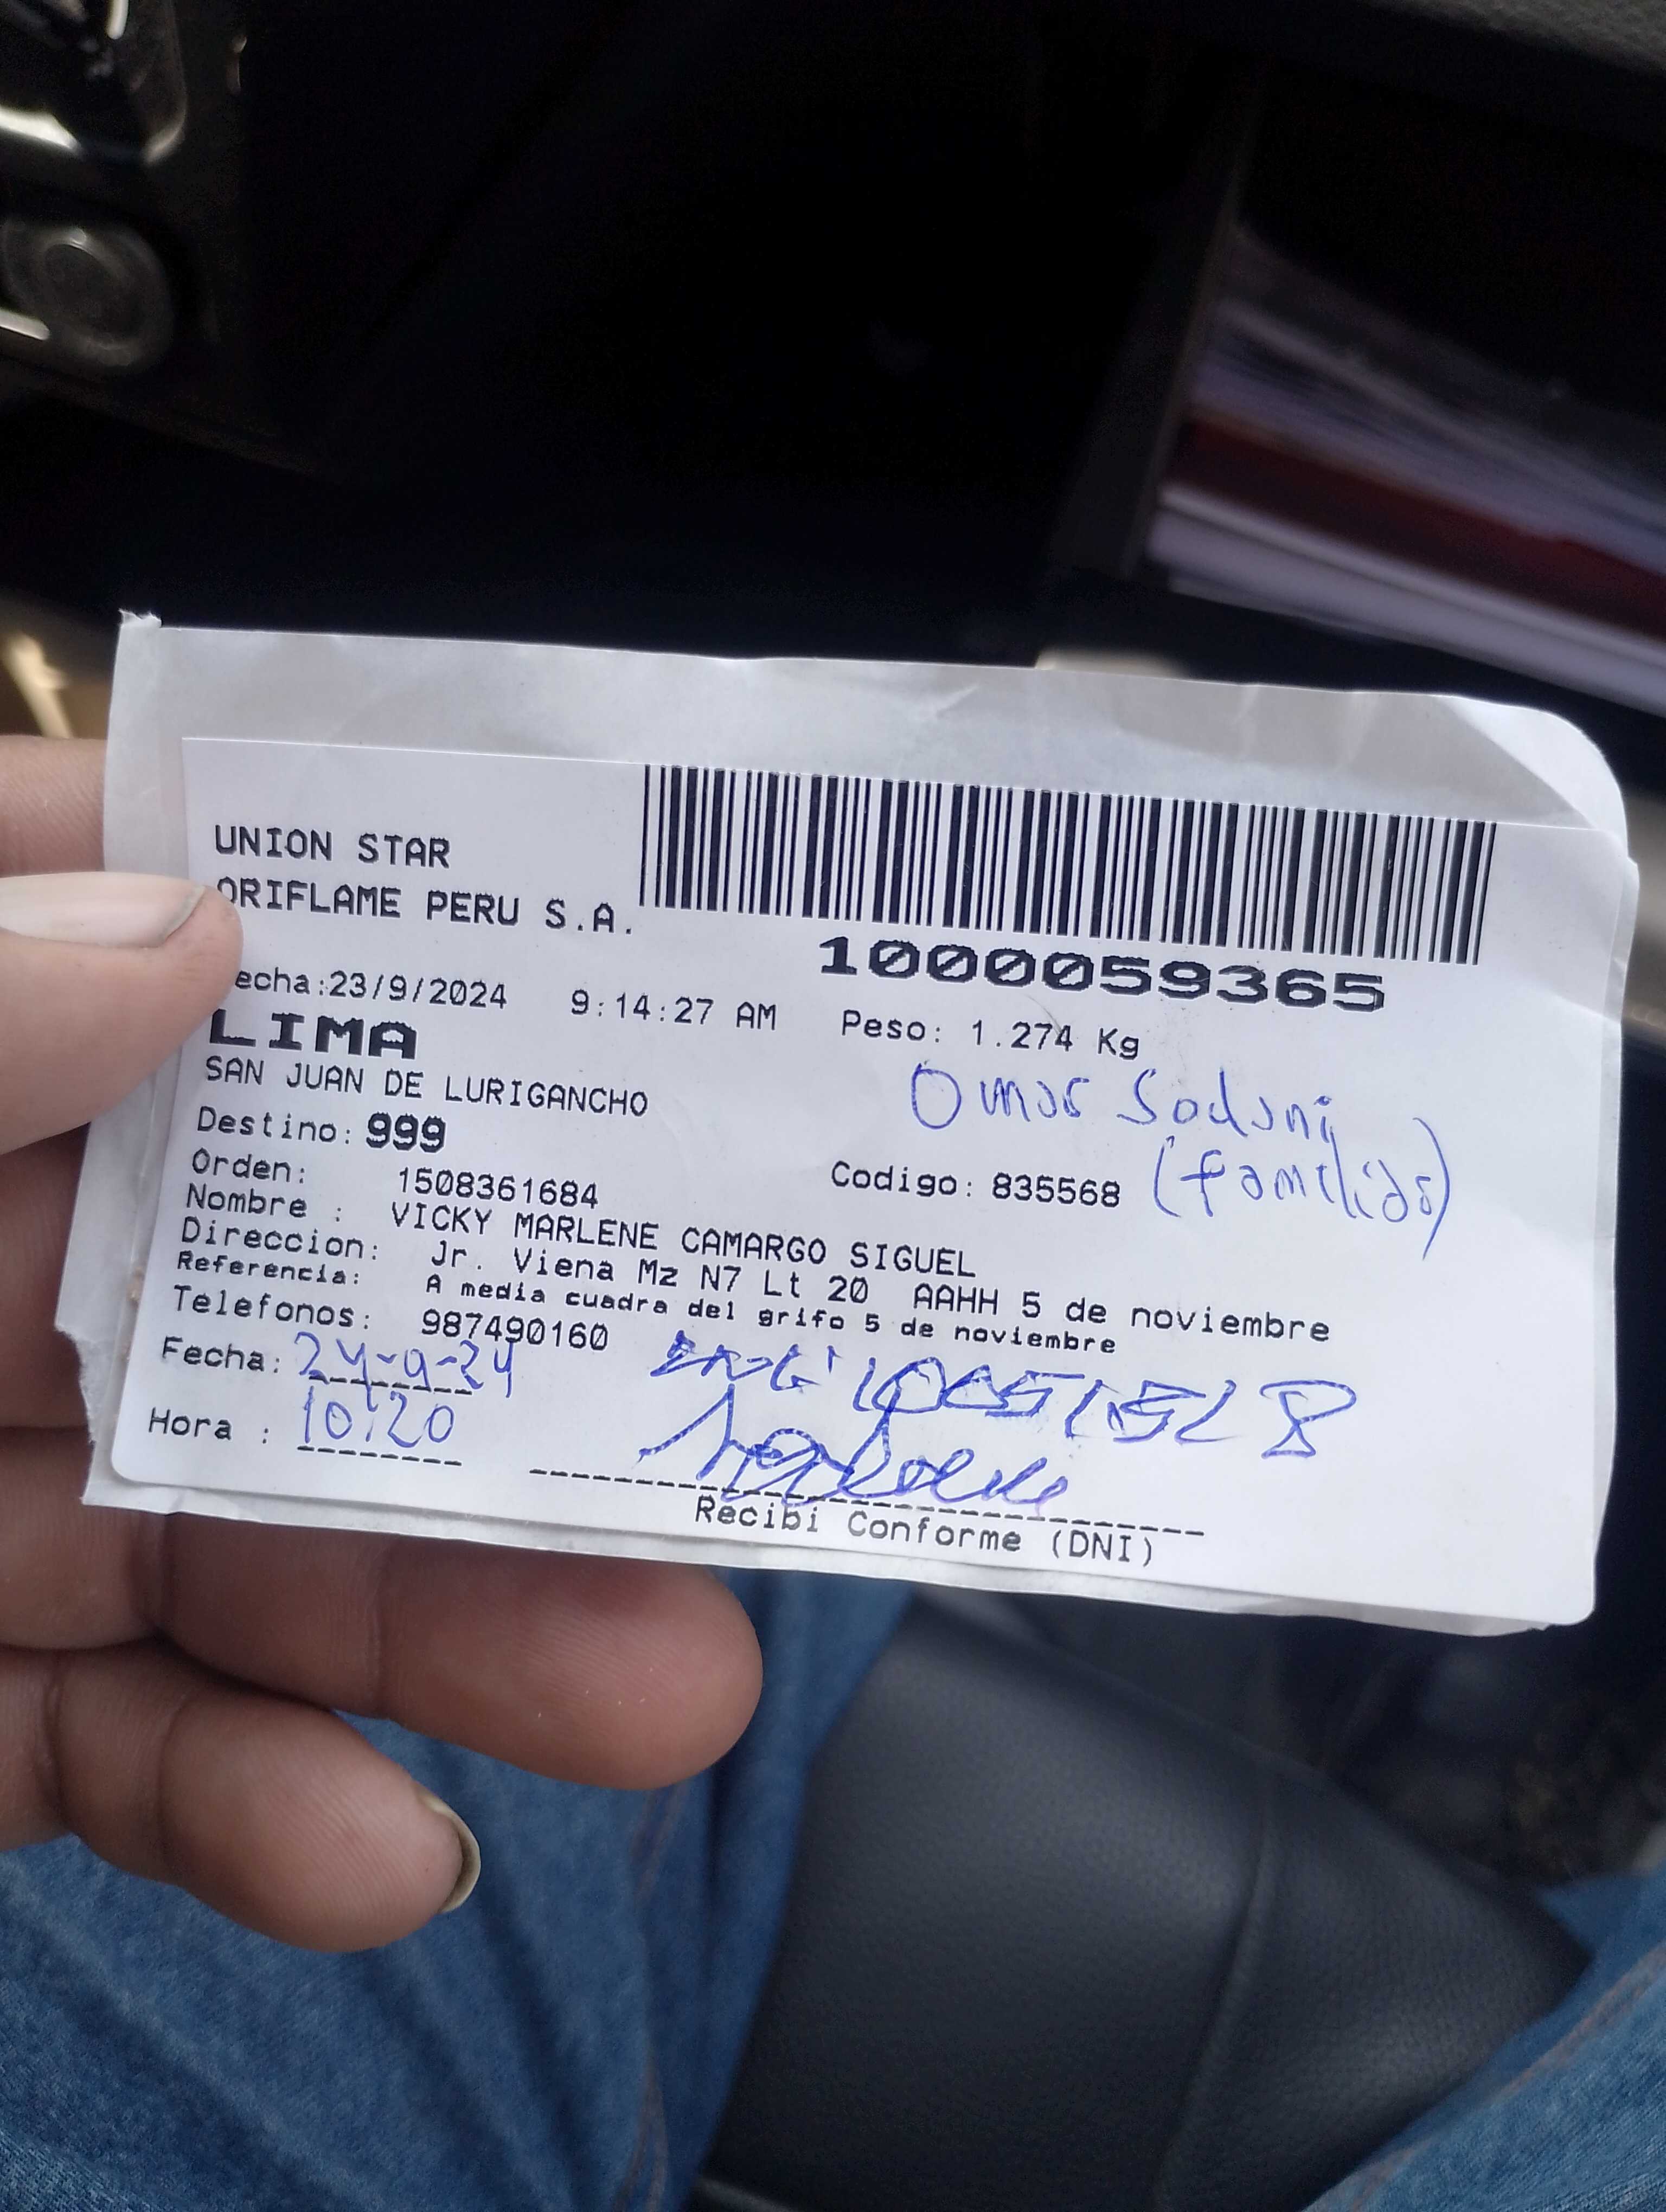 UNION STAR
ORIFLAME PERU S.A.
1000059365
echa:23/9/2024 9:14:27 AM Peso: 1.274 Kg
LIMA
SAN JUAN DE LURIGANCHO
Omar
Destino: 999
(familiar)
Orden: 1508361684 Codigo: 835568
Nombre : VICKY MARLENE CAMARGO SIGUEL
Direccion: Jr. Viena Mz N7 Lt 20 AAHH 5 de noviembre
Referencia: A media cuadra del grifo 5 de noviembre
Telefonos: 987490160
Fecha: 24-9-24
Hora : 10:20
Recibi Conforme (DNI)